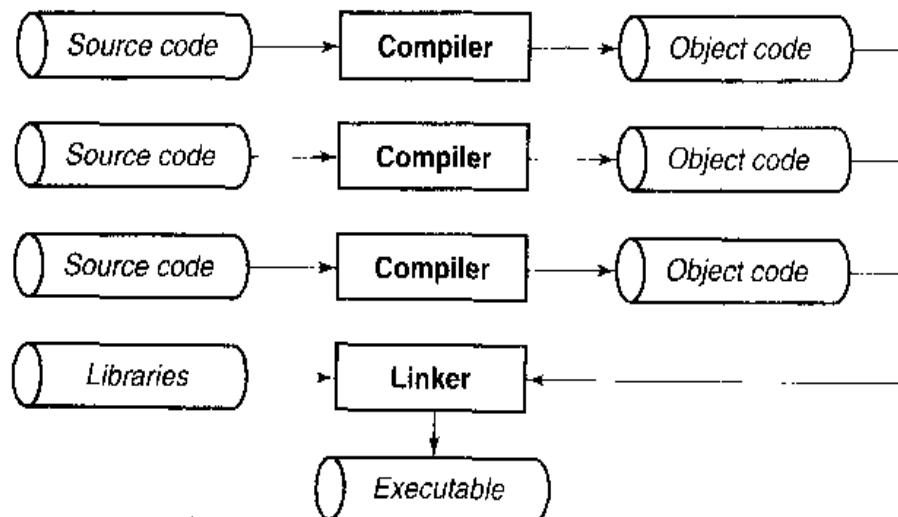 Source code Compiler Object code
Source code Compiler Object code
Source code Compiler Object code
Libraries Linker
Executable